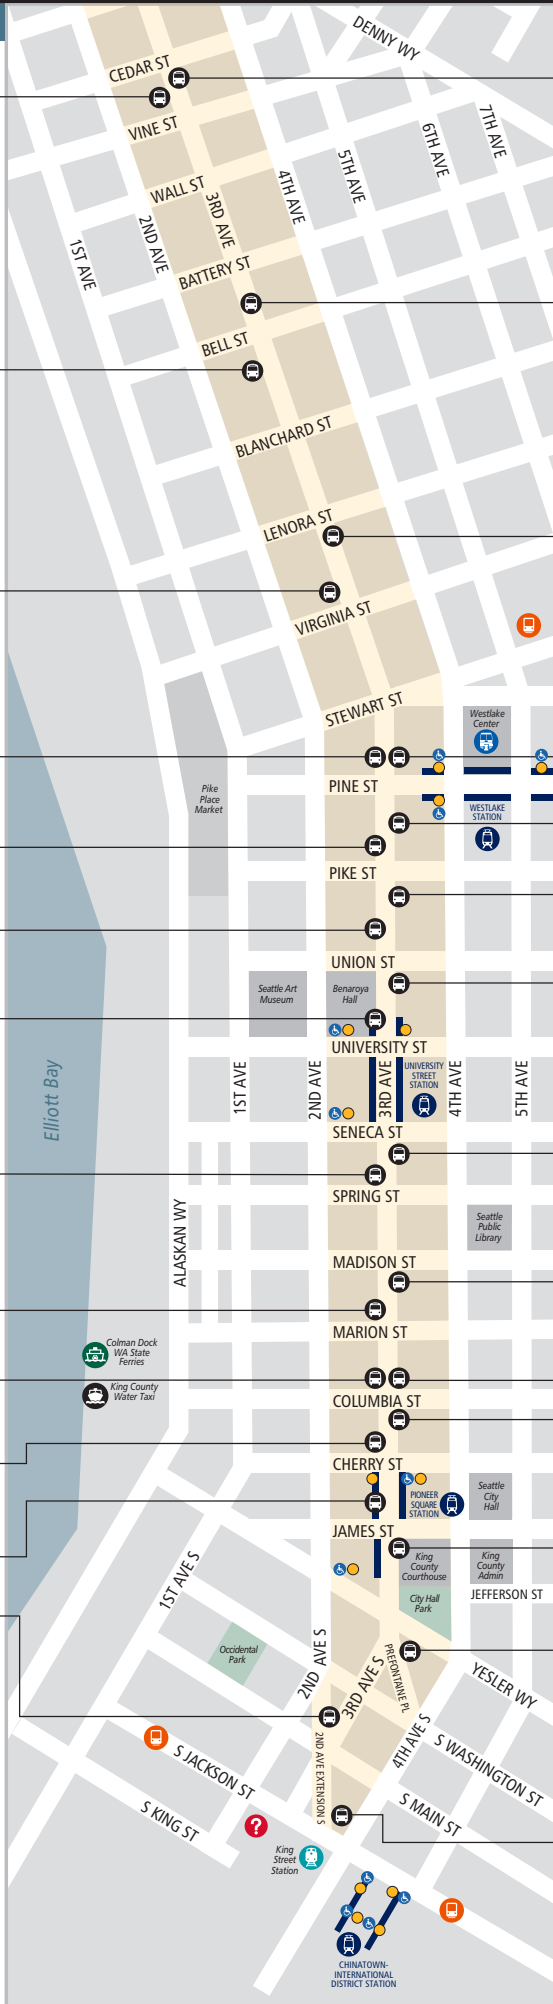 DENNY WY
CEDAR ST
VINE ST
7TH AVE
6TH AVE
5TH AVE
4TH AVE
WALL ST
3RD AVE
2ND AVE
1ST AVE
BATTERY ST
BELL ST
BLANCHARD ST
LENORA ST
VIRGINIA ST
STEWART ST
Westlake
Center
PINE ST
Pike
Place
Market
WESTLAKE
STATION
PIKE ST
UNION ST
Seattle Art
Museum
Benaroya
Hall
UNIVERSITY ST
Elliott Bay
1ST AVE
2ND AVE
3RD AVE
UNIVERSITY
STREET
STATION
4TH AVE
5TH AVE
SENECA ST
SPRING ST
ALASKAN WY
Seattle
Public
Library
MADISON ST
MARION ST
Colman Dock
WA State
Ferries
King County
Water Taxi
COLUMBIA ST
CHERRY ST
PIONEER
SQUARE
STATION
Seattle
City
Hall
JAMES ST
King
County
Courthouse
King
County
Admin
JEFFERSON ST
City Hall
Park
1ST AVE S
Occidental
Park
2ND AVE S
3RD AVE S
PREFONTAINE PL
YESLER WY
4TH AVE S
S WASHINGTON ST
2ND AVE EXTENSION S
S JACKSON ST
S MAIN ST
S KING ST
?
King
Street
Station
CHINATOWN-
INTERNATIONAL
DISTRICT STATION